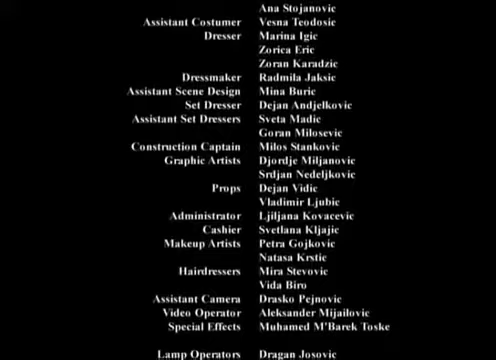 Ana Stojanovic
Assistant Costumer Vesna Teodosic
Dresser Marina Igic
Zorica Eric
Zoran Karadzic
Dressmaker Radmila Jaksic
Assistant Scene Design Mina Buric
Set Dresser Dejan Andjelkovic
Assistant Set Dressers Sveta Madic
Goran Milosevic
Construction Captain Milos Stankovic
Graphic Artists Djordje Miljanovic
Srdjan Nedeljkovic
Props Dejan Vidic
Vladimir Ljubic
Administrator Ljiljana Kovacevic
Cashier Svetlana Kljajic
Makeup Artists Petra Gojkovic
Natasa Krstic
Hairdressers Mira Stevovic
Vida Biro
Assistant Camera Drasko Pejnovic
Video Operator Aleksander Mijailovic
Special Effects Muhamed M'Barek Toske
Lamp Operators Dragan Josovic